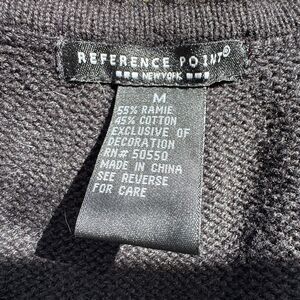 REFERENCE POINT®
NEW YORK
M
55% RAMIE
45% COTTON
EXCLUSIVE OF
DECORATION
RN# 50550
MADE IN CHINA
SEE REVERSE
FOR CARE